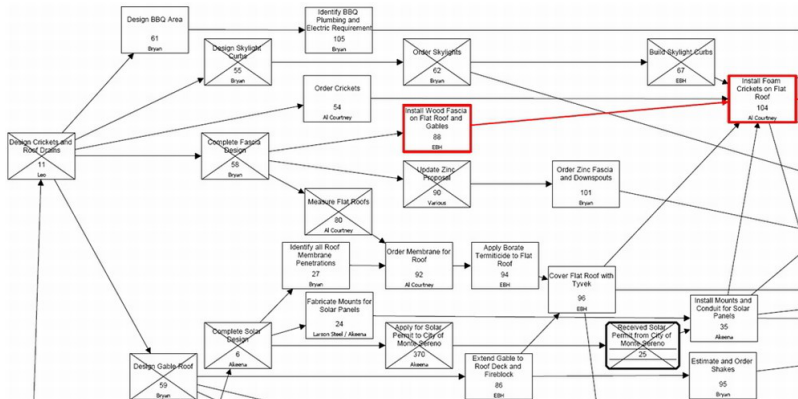 Design BBQ Area
61
Bryan
Identify BBQ
Plumbing and
Electric Requirement
105
Bryan
Design Skylight
Curbs
55
Bryan
Order Skylights
62
Bryan
Build Skylight Curbs
67
EBH
Install Foam
Crickets on Flat
Roof
104
Al Courtney
Order Crickets
54
Al Courtney
Install Wood Fascia
on Flat Roof and
Gables
88
EBH
Design Crickets and
Roof Drains
11
Leo
Complete Fascia
Design
58
Bryan
Update Zinc
Proposal
90
Various
Order Zinc Fascia
and Downspouts
101
Bryan
Measure Flat Roofs
80
Al Courtney
Identify all Roof
Membrane
Penetrations
27
Bryan
Order Membrane for
Roof
92
Al Courtney
Apply Borate
Termiticide to Flat
Roof
94
EBH
Cover Flat Roof with
Tyvek
96
EBH
Fabricate Mounts for
Solar Panels
24
Larson Steel / Akeena
Install Mounts and
Conduit for Solar
Panels
35
Akeena
Complete Solar
Design
6
Akeena
Apply for Solar
Permit to City of
Monte Sereno
370
Akeena
Received Solar
Permit from City of
Monte Sereno
25
Design Gable Roof
59
Bryan
Extend Gable to
Roof Deck and
Fireblock
86
EBH
Estimate and Order
Shakes
95
Bryan